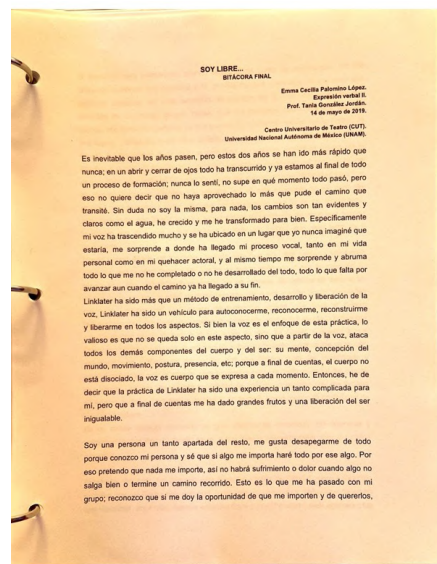 SOY LIBRE...
BITÁCORA FINAL
Emma Cecilia Palomino López.
Expresión verbal II.
Prof. Tania González Jordán.
14 de mayo de 2019.
Centro Universitario de Teatro (CUT).
Universidad Nacional Autónoma de México (UNAM).
Es inevitable que los años pasen, pero estos dos años se han ido más rápido que
nunca; en un abrir y cerrar de ojos todo ha transcurrido y ya estamos al final de todo
un proceso de formación; nunca lo sentí, no supe en qué momento todo pasó, pero
eso no quiere decir que no haya aprovechado lo más que pude el camino que
transité. Sin duda no soy la misma, para nada, los cambios son tan evidentes y
claros como el agua, he crecido y me he transformado para bien. Específicamente
mi voz ha trascendido mucho y se ha ubicado en un lugar que yo nunca imaginé que
estaría, me sorprende a donde ha llegado mi proceso vocal, tanto en mi vida
personal como en mi quehacer actoral, y al mismo tiempo me sorprende y abruma
todo lo que me no he completado o no he desarrollado del todo, todo lo que falta por
avanzar aun cuando el camino ya ha llegado a su fin.
Linklater ha sido más que un método de entrenamiento, desarrollo y liberación de la
voz, Linklater ha sido un vehículo para autoconocerme, reconocerme, reconstruirme
y liberarme en todos los aspectos. Si bien la voz es el enfoque de esta práctica, lo
valioso es que no se queda solo en este aspecto, sino que a partir de la voz, ataca
todos los demás componentes del cuerpo y del ser: su mente, concepción del
mundo, movimiento, postura, presencia, etc; porque a final de cuentas, el cuerpo no
está disociado, la voz es cuerpo que se expresa a cada momento. Entonces, he de
decir que la práctica de Linklater ha sido una experiencia un tanto complicada para
mi, pero que a final de cuentas me ha dado grandes frutos y una liberación del ser
inigualable.
Soy una persona un tanto apartada del resto, me gusta desapegarme de todo
porque conozco mi persona y sé que si algo me importa haré todo por ese algo. Por
eso pretendo que nada me importe, así no habrá sufrimiento o dolor cuando algo no
salga bien o termine un camino recorrido. Esto es lo que me ha pasado con mi
grupo; reconozco que si me doy la oportunidad de que me importen y de quererlos,